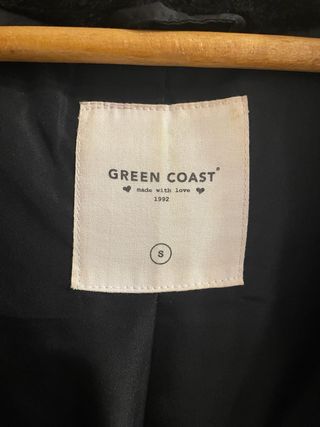 GREEN COAST®
♥ made with love ♥
1992
S